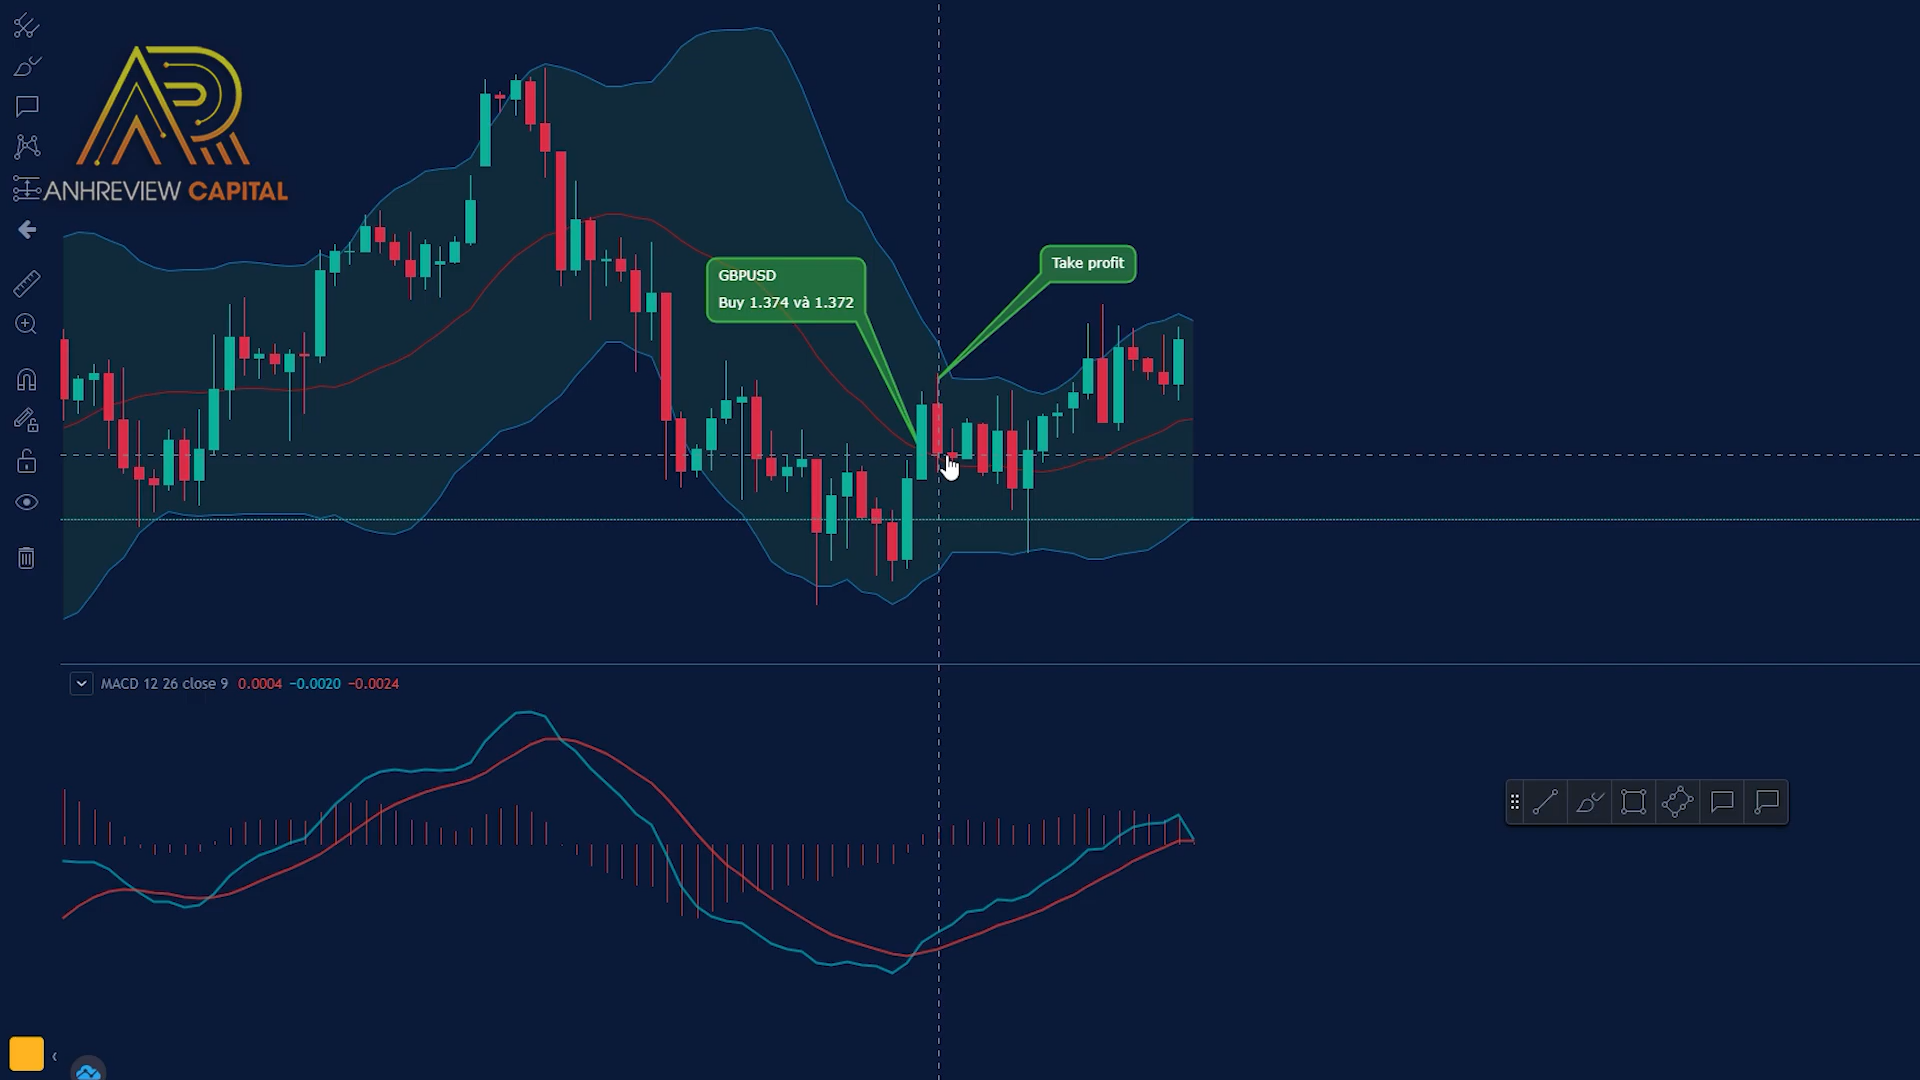 ANHREVIEW CAPITAL
GBPUSD
Buy 1.374 và 1.372
Take profit
MACD 12 26 close 9 0.0004 −0.0020 −0.0024